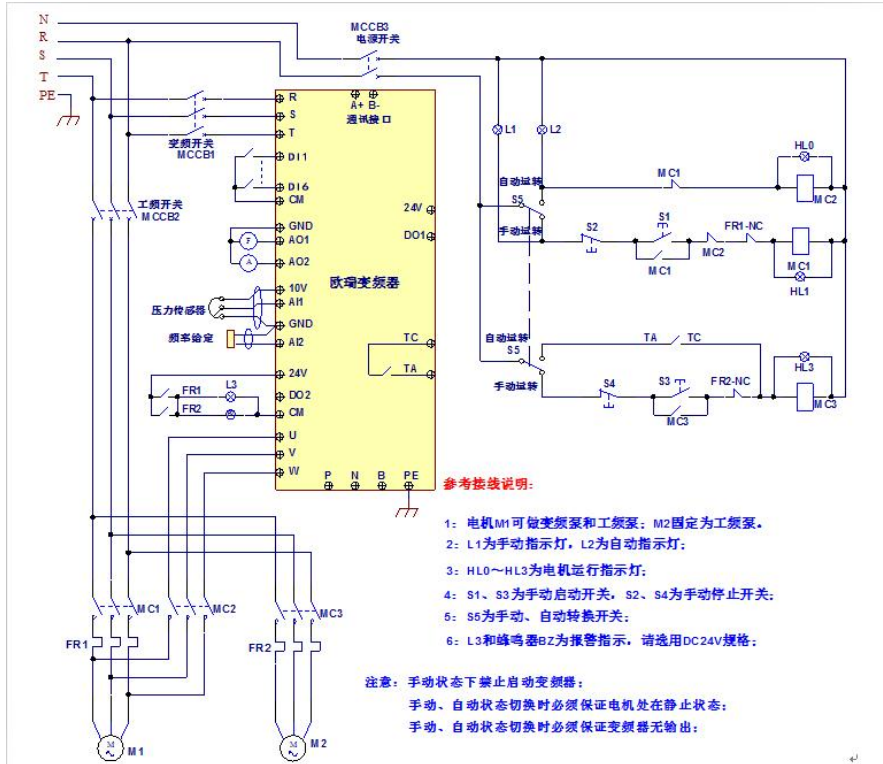 N
R
S
T
PE
MCCB3
电源开关
变频开关
MCCB1
工频开关
MCCB2
R
S
T
DI1
DI6
CM
GND
AO1
AO2
10V
AI1
GND
AI2
24V
DO2
CM
U
V
W
A+ B-
通讯接口
24V
DO1
欧瑞变频器
TC
TA
P
N
B
PE
F
A
压力传感器
频率给定
FR1
L3
FR2
L1
L2
自动运转
S5
手动运转
MC1
HL0
MC2
S2
S1
MC1
MC2
FR1-NC
MC1
HL1
自动运转
S5
手动运转
TA
TC
S4
S3
MC3
FR2-NC
HL3
MC3
参考接线说明：
1：电机M1可做变频泵和工频泵；M2固定为工频泵。
2：L1为手动指示灯，L2为自动指示灯；
3：HL0～HL3为电机运行指示灯；
4：S1、S3为手动启动开关，S2、S4为手动停止开关；
5：S5为手动、自动转换开关；
6：L3和蜂鸣器BZ为报警指示，请选用DC24V规格；
注意：手动状态下禁止启动变频器；
手动、自动状态切换时必须保证电机处在静止状态；
手动、自动状态切换时必须保证变频器无输出；
MC1
MC2
MC3
FR1
FR2
M
M1
M
M2